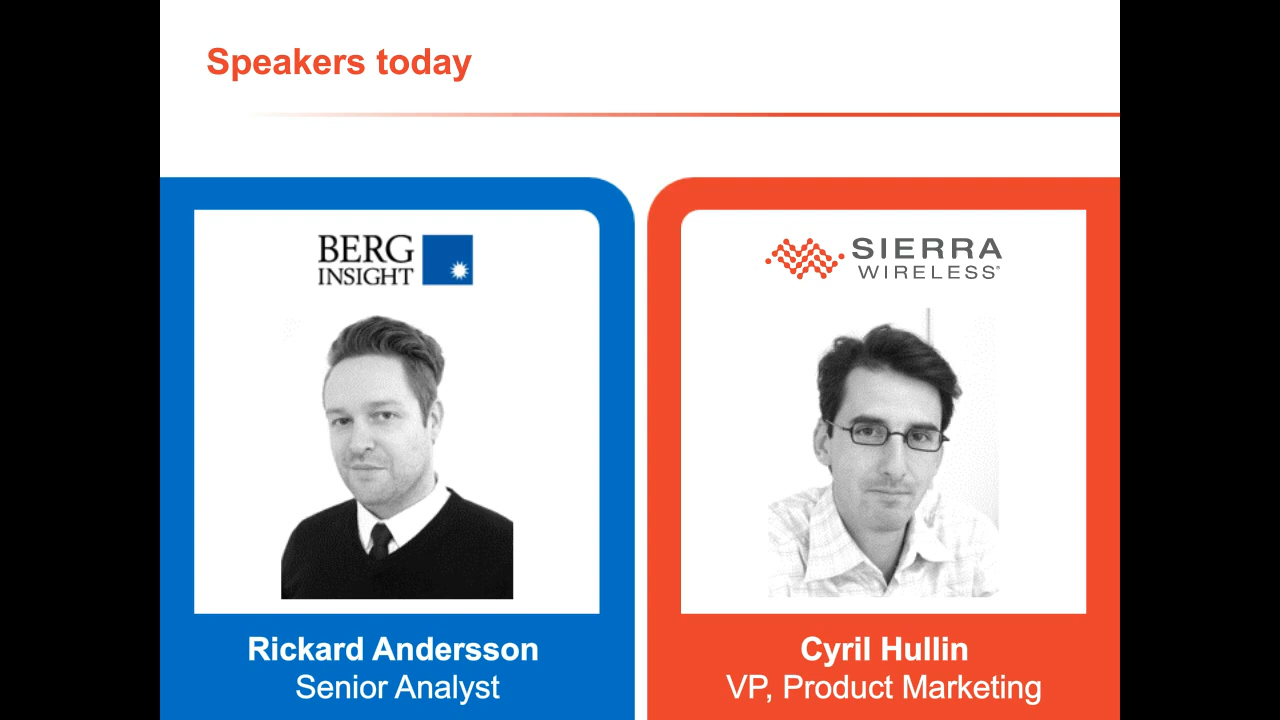 Speakers today
BERG
INSIGHT
Rickard Andersson
Senior Analyst
SIERRA
WIRELESS®
Cyril Hullin
VP, Product Marketing